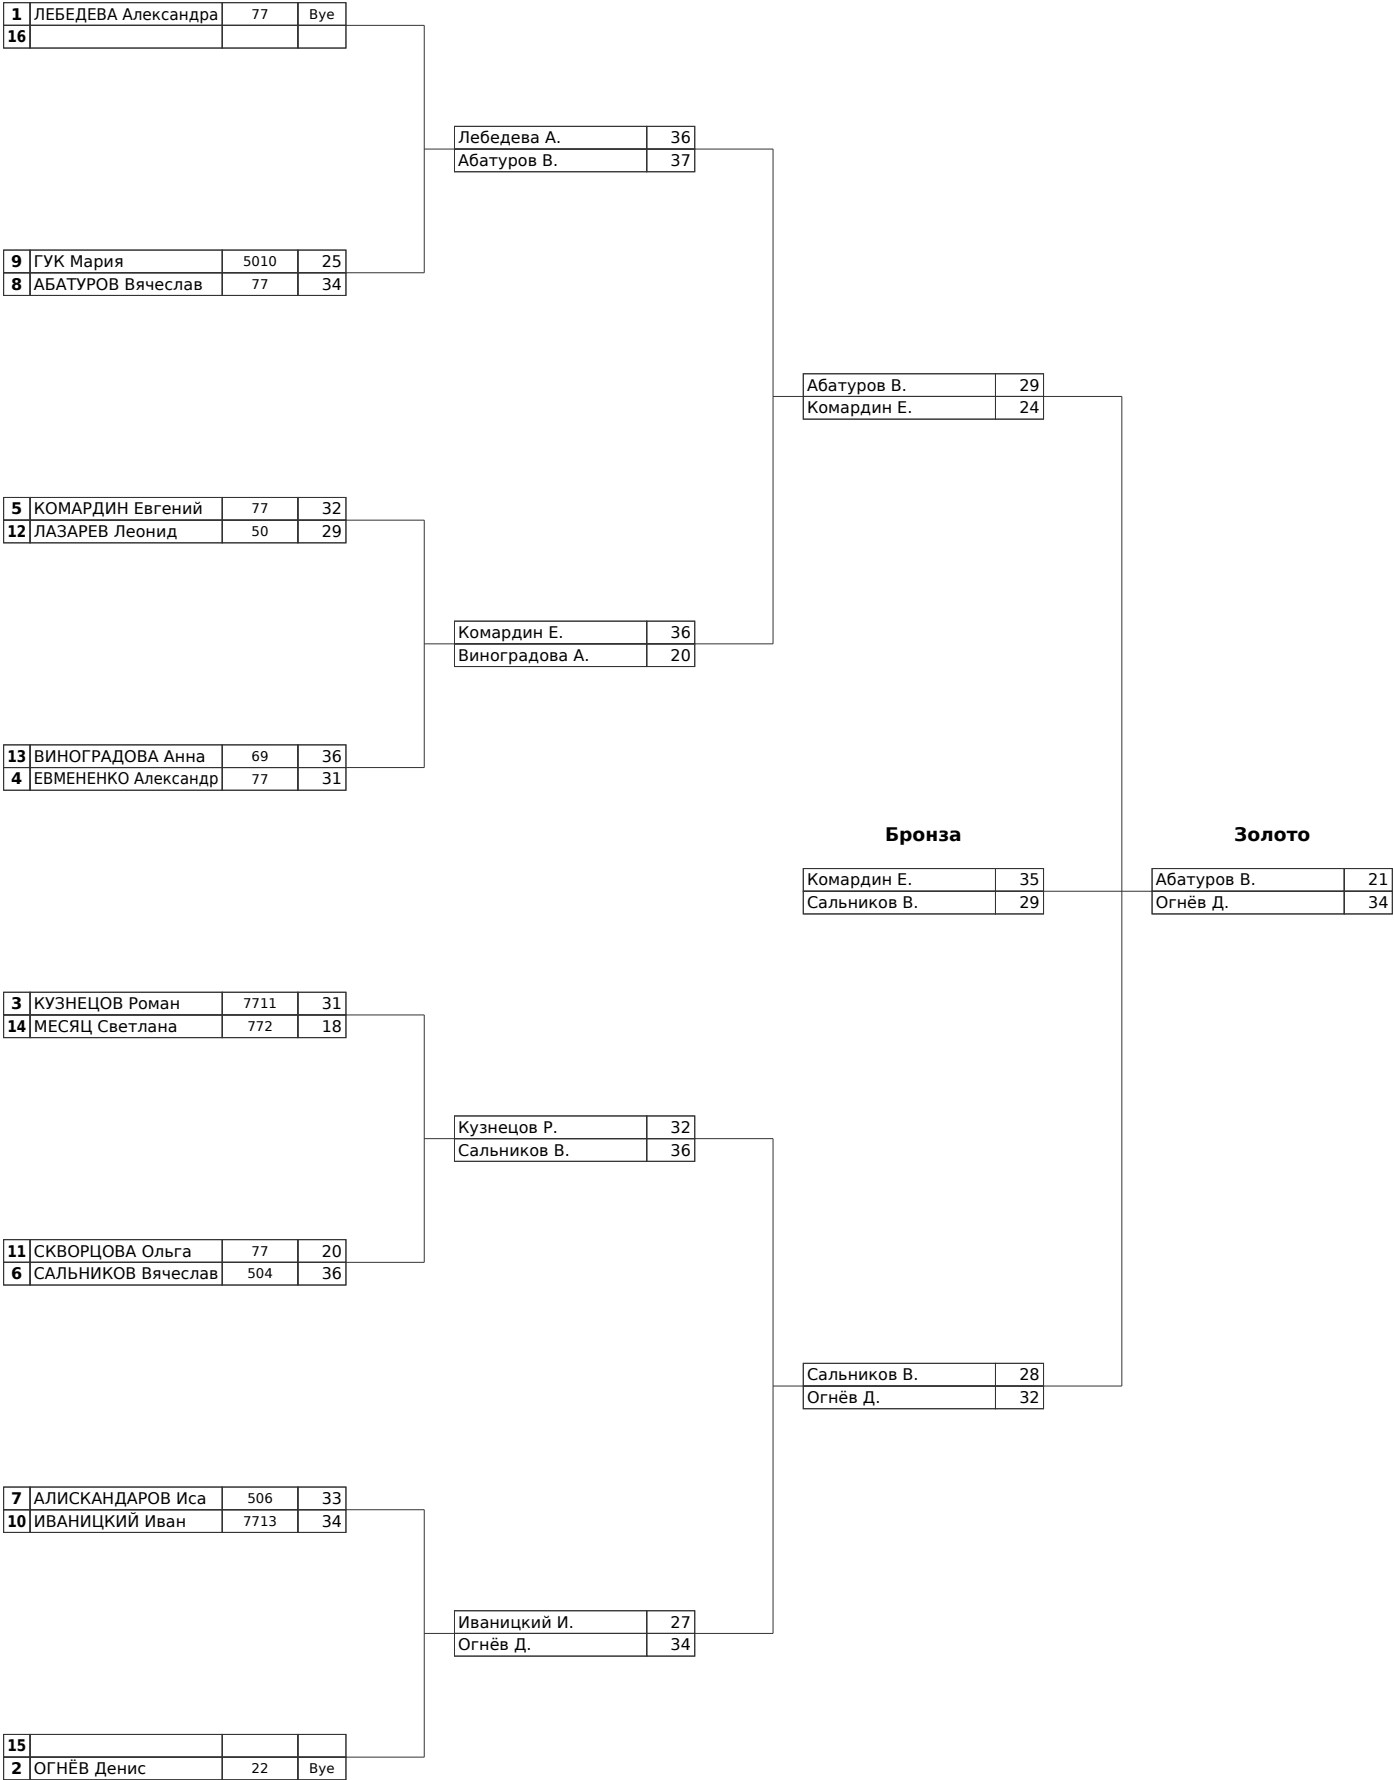 1 ЛЕБЕДЕВА Александра 77 Bye
16
Лебедева А. 36
Абатуров В. 37
9 ГУК Мария 5010 25
8 АБАТУРОВ Вячеслав 77 34
Абатуров В. 29
Комардин Е. 24
5 КОМАРДИН Евгений 77 32
12 ЛАЗАРЕВ Леонид 50 29
Комардин Е. 36
Виноградова А. 20
13 ВИНОГРАДОВА Анна 69 36
4 ЕВМЕНЕНКО Александр 77 31
Бронза Золото
Комардин Е. 35 Абатуров В. 21
Сальников В. 29 Огнёв Д. 34
3 КУЗНЕЦОВ Роман 7711 31
14 МЕСЯЦ Светлана 772 18
Кузнецов Р. 32
Сальников В. 36
11 СКВОРЦОВА Ольга 77 20
6 САЛЬНИКОВ Вячеслав 504 36
Сальников В. 28
Огнёв Д. 32
7 АЛИСКАНДАРОВ Иса 506 33
10 ИВАНИЦКИЙ Иван 7713 34
Иваницкий И. 27
Огнёв Д. 34
15
2 ОГНЁВ Денис 22 Bye